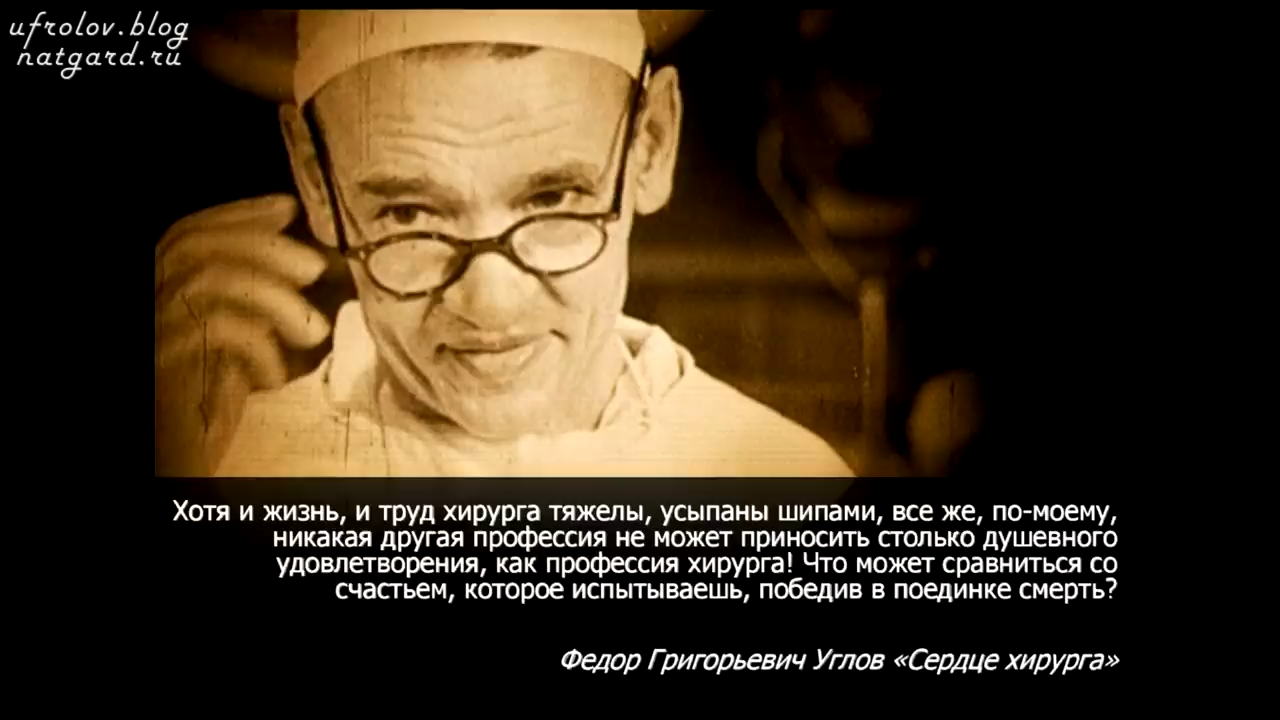 ufrolov.blog
natgard.ru
Хотя и жизнь, и труд хирурга тяжелы, усыпаны шипами, все же, по-моему,
никакая другая профессия не может приносить столько душевного
удовлетворения, как профессия хирурга! Что может сравниться со
счастьем, которое испытываешь, победив в поединке смерть?
Федор Григорьевич Углов «Сердце хирурга»